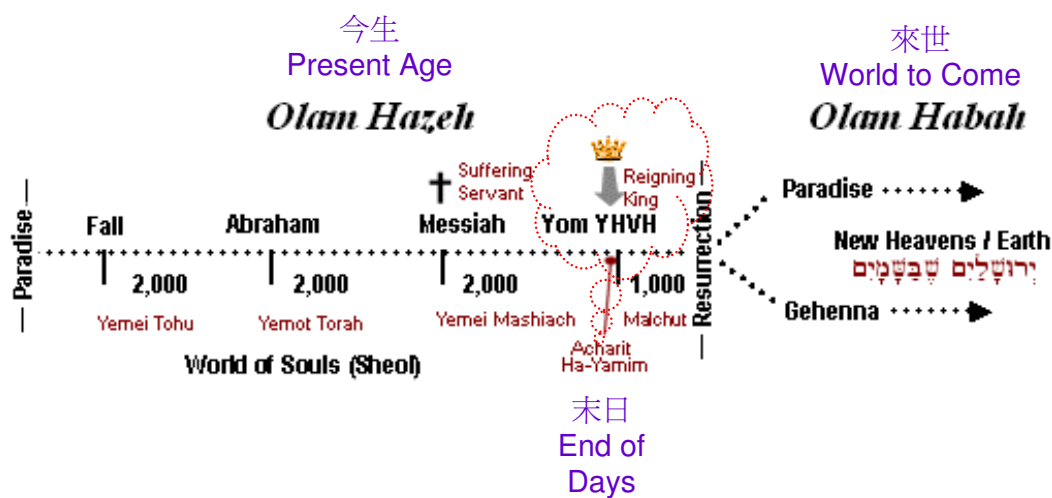 今生
Present Age
Olam Hazeh
來世
World to Come
Olam Habah
Suffering
Servant
Reigning
King
— Paradise —
Fall
Abraham
Messiah
Yom YHVH
2,000
2,000
2,000
1,000
Yemei Tohu
Yemot Torah
Yemei Mashiach
Malchut
World of Souls (Sheol)
Acharit
Ha-Yamim
末日
End of
Days
— Resurrection —
Paradise
New Heavens / Earth
יְרוּשָׁלַיִם שֶׁבַּשָּׁמַיִם
Gehenna